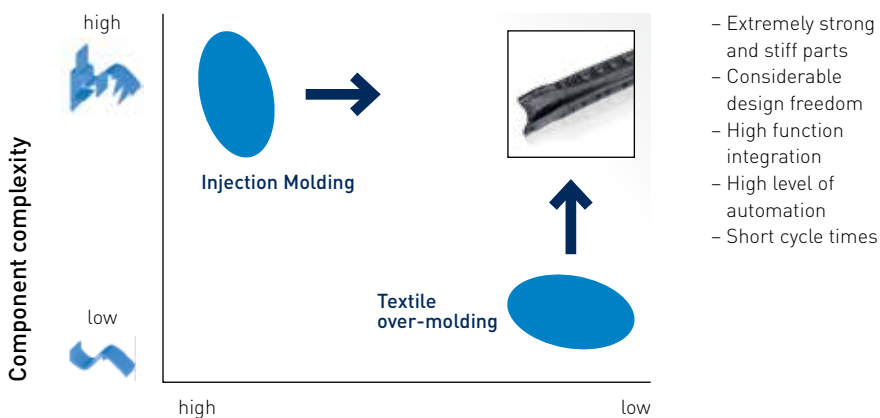 high
Component complexity
low
Injection Molding
Textile
over-molding
high
low
– Extremely strong
and stiff parts
– Considerable
design freedom
– High function
integration
– High level of
automation
– Short cycle times